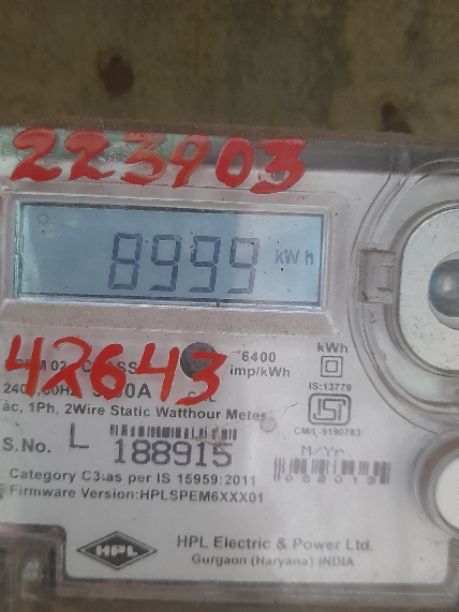 223903
8999 kWh
42643
6400
imp/kWh
kWh
IS:13779
ac, 1Ph, 2Wire Static Watthour Meter
CM/L-9190783
S.No. L 188915
M/Yr
082019
Category C3:as per IS 15959:2011
Firmware Version:HPLSPEM6XXX01
HPL
HPL Electric & Power Ltd.
Gurgaon (Haryana) INDIA